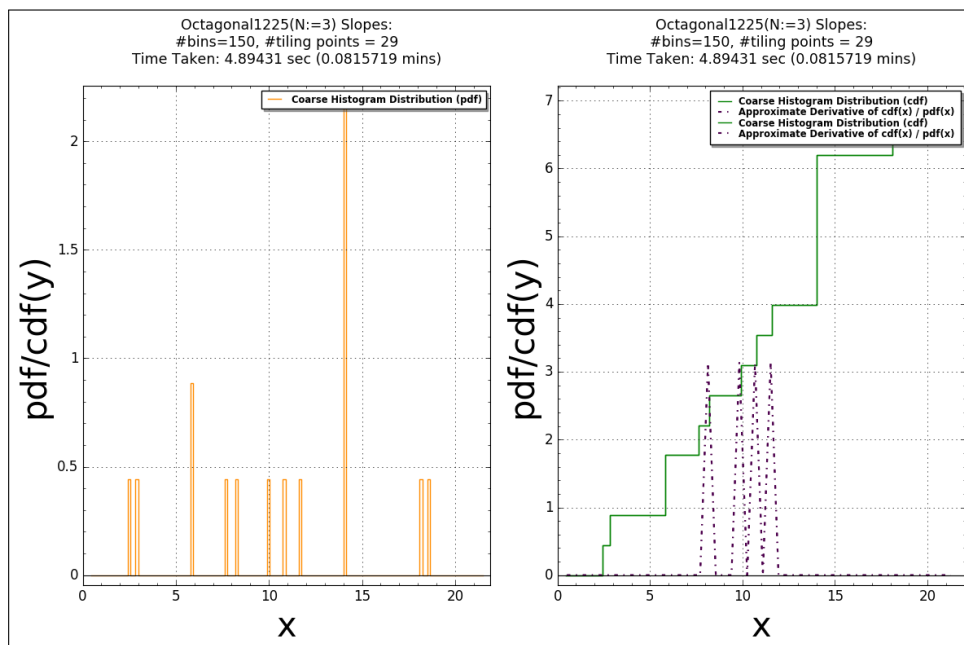 Octagonal1225(N:=3) Slopes:
#bins=150, #tiling points = 29
Time Taken: 4.89431 sec (0.0815719 mins)
Coarse Histogram Distribution (pdf)
pdf/cdf(y)
2
1.5
1
0.5
0
0
5
10
15
20
x
Octagonal1225(N:=3) Slopes:
#bins=150, #tiling points = 29
Time Taken: 4.89431 sec (0.0815719 mins)
Coarse Histogram Distribution (cdf)
Approximate Derivative of cdf(x) / pdf(x)
Coarse Histogram Distribution (cdf)
Approximate Derivative of cdf(x) / pdf(x)
pdf/cdf(y)
7
6
5
4
3
2
1
0
0
5
10
15
20
x